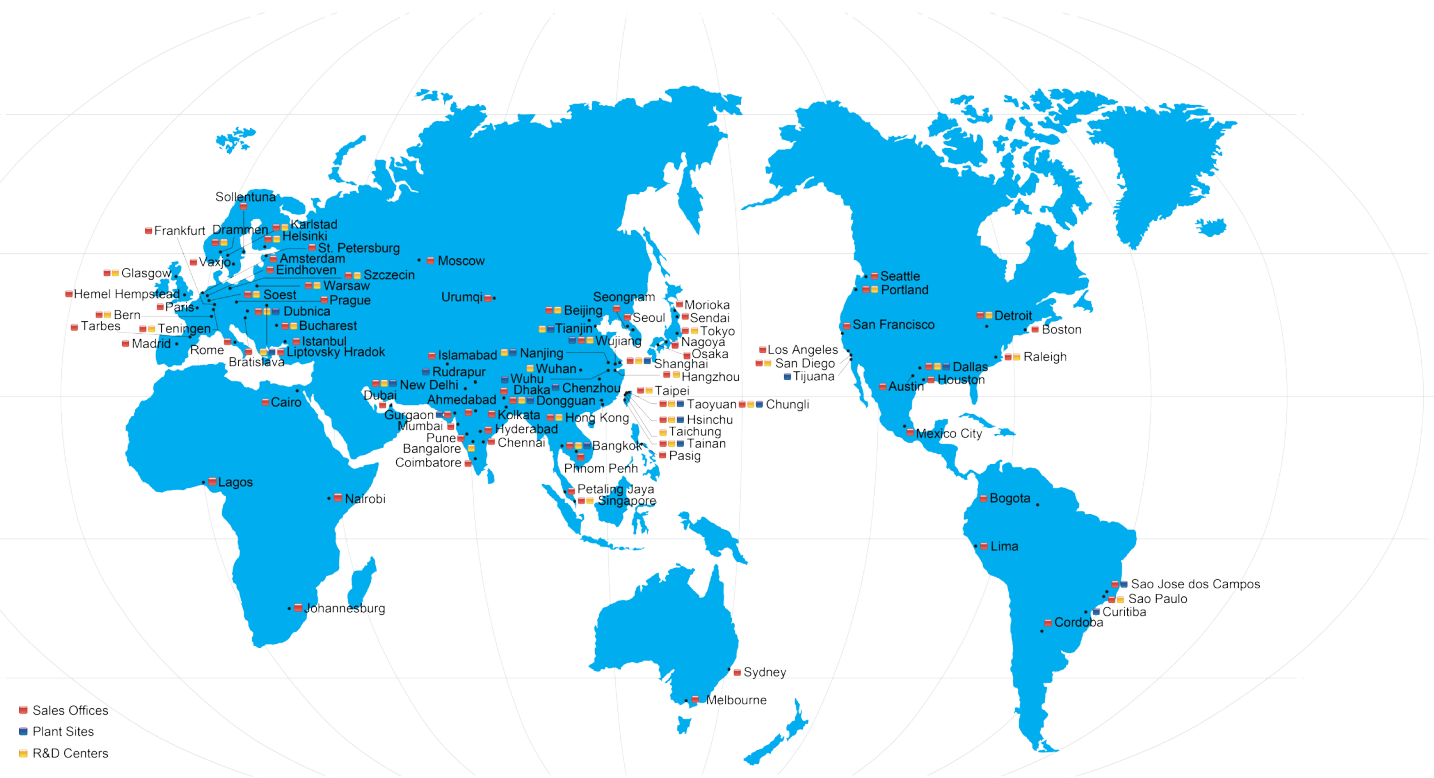 Sollentuna
Karlstad
Frankfurt
Drammen
Helsinki
St. Petersburg
Vaxjo
Amsterdam
Moscow
Eindhoven
Glasgow
Szczecin
Warsaw
Hemel Hempstead
Soest
Prague
Paris
Dubnica
Bern
Tarbes
Teningen
Bucharest
Madrid
Istanbul
Rome
Liptovsky Hradok
Bratislava
Urumqi
Seongnam
Beijing
Seoul
Morioka
Sendai
Tianjin
Tokyo
Wujiang
Nagoya
Osaka
Islamabad
Nanjing
Shanghai
Rudrapur
Wuhan
Hangzhou
Wuhu
New Delhi
Chenzhou
Dhaka
Taipei
Dubai
Ahmedabad
Dongguan
Taoyuan
Chungli
Cairo
Gurgaon
Kolkata
Hong Kong
Hsinchu
Mumbai
Hyderabad
Taichung
Pune
Chennai
Bangkok
Tainan
Bangalore
Pasig
Coimbatore
Phnom Penh
Petaling Jaya
Singapore
Lagos
Nairobi
Johannesburg
Sydney
Melbourne
Seattle
Portland
San Francisco
Detroit
Boston
Los Angeles
San Diego
Raleigh
Tijuana
Dallas
Austin
Houston
Mexico City
Bogota
Lima
Sao Jose dos Campos
Sao Paulo
Curitiba
Cordoba
Sales Offices
Plant Sites
R&D Centers